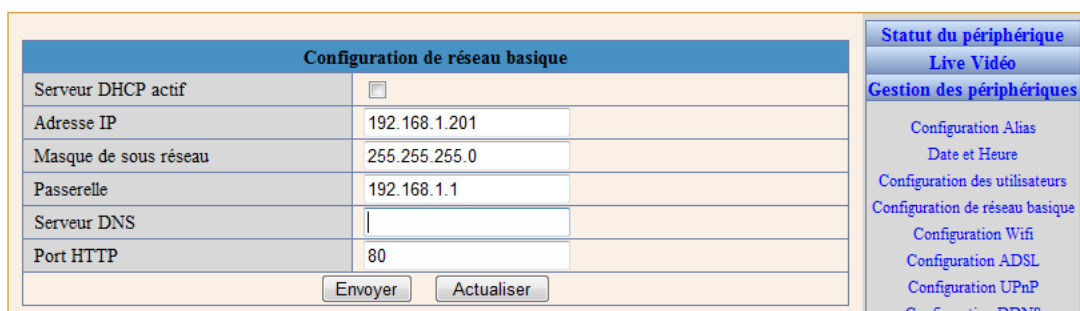 Configuration de réseau basique
Serveur DHCP actif
Adresse IP 192.168.1.201
Masque de sous réseau 255.255.255.0
Passerelle 192.168.1.1
Serveur DNS
Port HTTP 80
Envoyer Actualiser
Statut du périphérique
Live Vidéo
Gestion des périphériques
Configuration Alias
Date et Heure
Configuration des utilisateurs
Configuration de réseau basique
Configuration Wifi
Configuration ADSL
Configuration UPnP